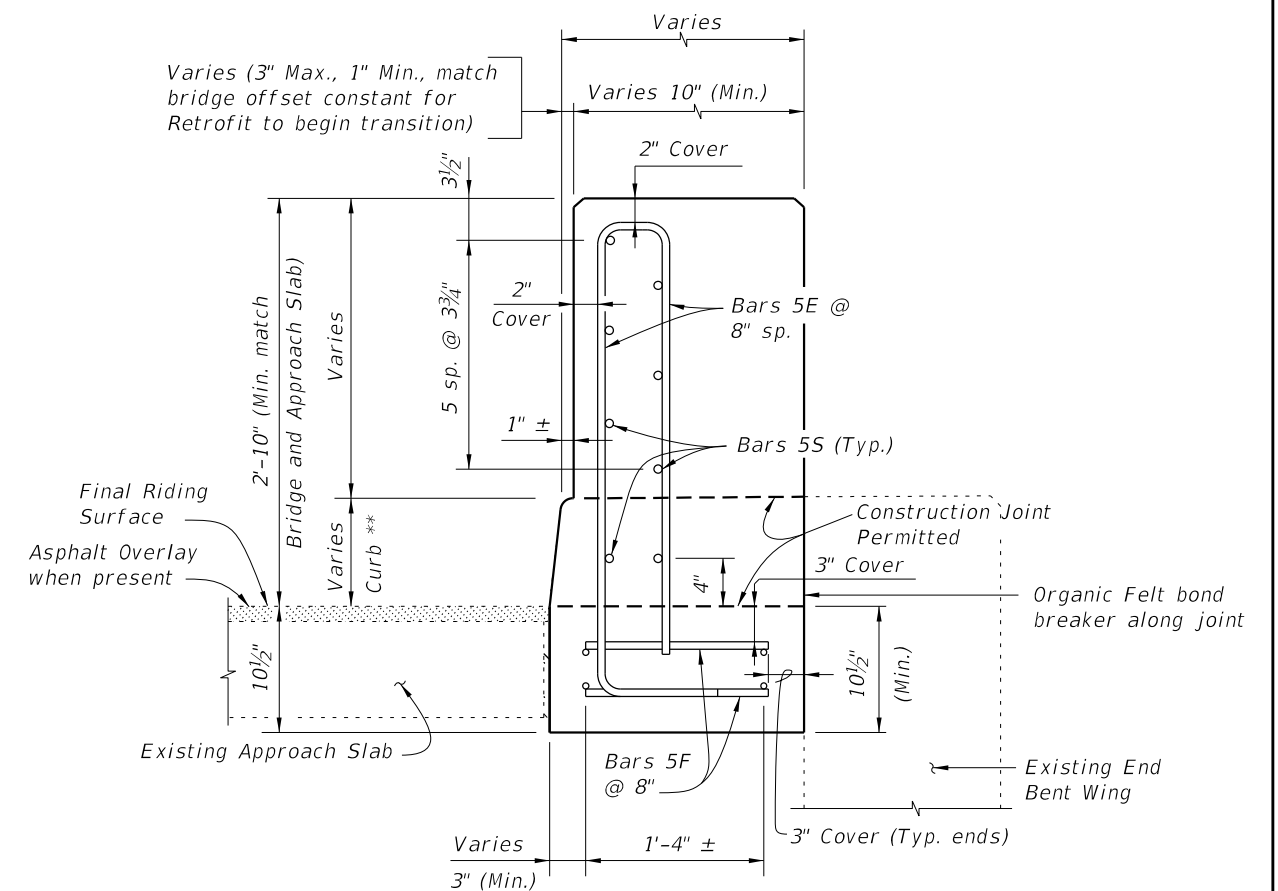 Varies
Varies (3" Max., 1" Min., match
bridge offset constant for
Retrofit to begin transition)
Varies 10" (Min.)
2" Cover
3½"
2'-10" (Min. match
Bridge and Approach Slab)
Varies
5 sp. @ 3¾"
2"
Cover
Bars 5E @
8" sp.
1" ±
Bars 5S (Typ.)
Final Riding
Surface
Asphalt Overlay
when present
Varies
Curb **
Construction Joint
Permitted
4"
3" Cover
Organic Felt bond
breaker along joint
10½"
10½"
(Min.)
Existing Approach Slab
Bars 5F
@ 8"
Existing End
Bent Wing
3" Cover (Typ. ends)
Varies
3" (Min.)
1'-4" ±